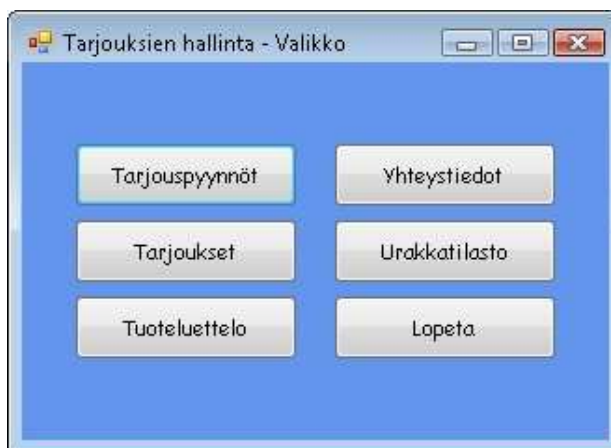 Tarjouksien hallinta - Valikko
Tarjouspyynnöt
Yhteystiedot
Tarjoukset
Urakkatilasto
Tuoteluettelo
Lopeta